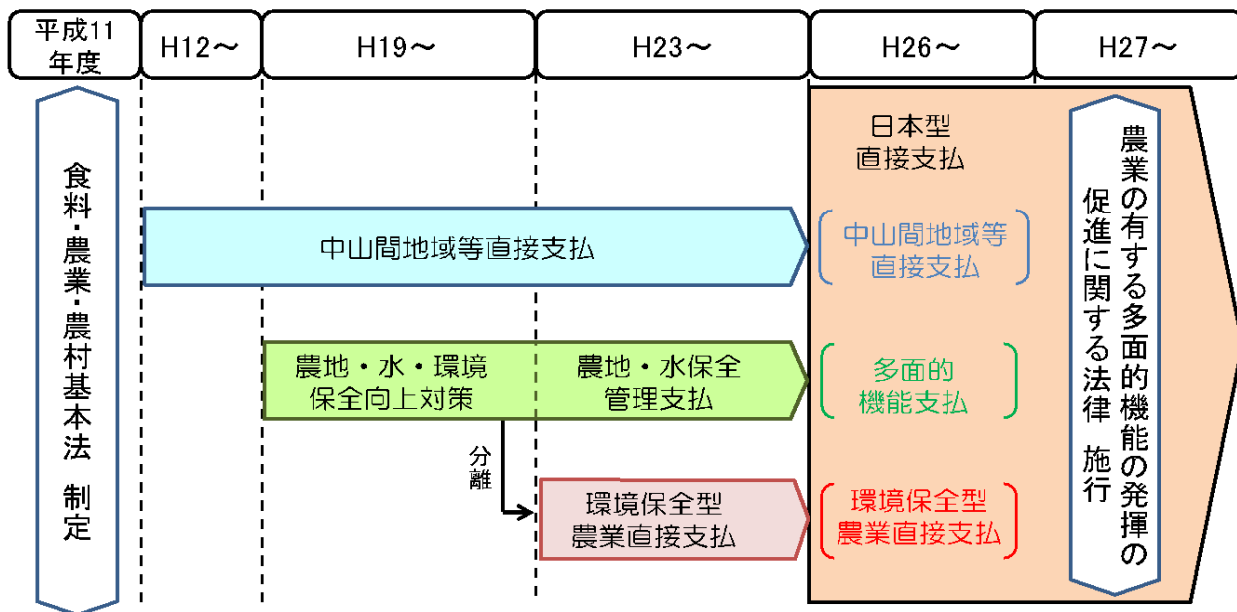 平成11
年度
H12～
H19～
H23～
H26～
H27～
食料・農業・農村基本法 制定
中山間地域等直接支払
農地・水・環境
保全向上対策
農地・水保全
管理支払
分離
環境保全型
農業直接支払
日本型
直接支払
中山間地域等
直接支払
多面的
機能支払
環境保全型
農業直接支払
農業の有する多面的機能の発揮の
促進に関する法律 施行